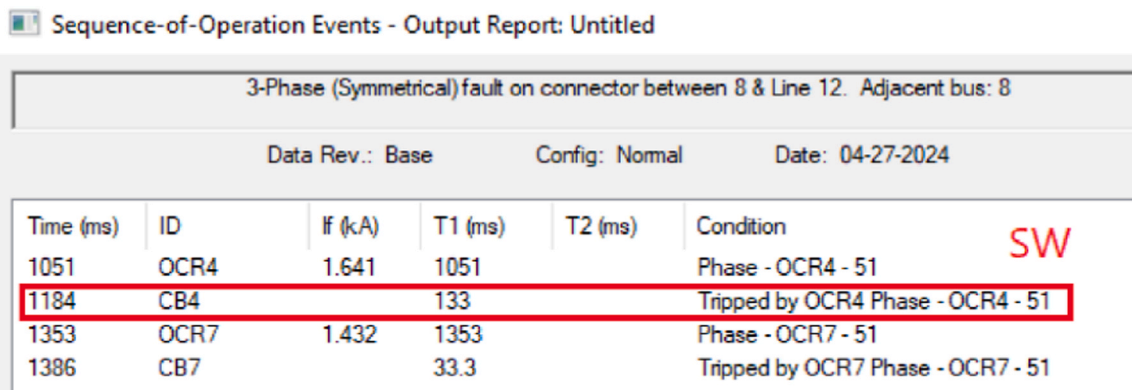 Sequence-of-Operation Events - Output Report: Untitled
3-Phase (Symmetrical) fault on connector between 8 & Line 12. Adjacent bus: 8
Data Rev.: Base Config: Normal Date: 04-27-2024
Time (ms) ID If (kA) T1 (ms) T2 (ms) Condition
SW
1051 OCR4 1.641 1051 Phase - OCR4 - 51
1184 CB4 133 Tripped by OCR4 Phase - OCR4 - 51
1353 OCR7 1.432 1353 Phase - OCR7 - 51
1386 CB7 33.3 Tripped by OCR7 Phase - OCR7 - 51